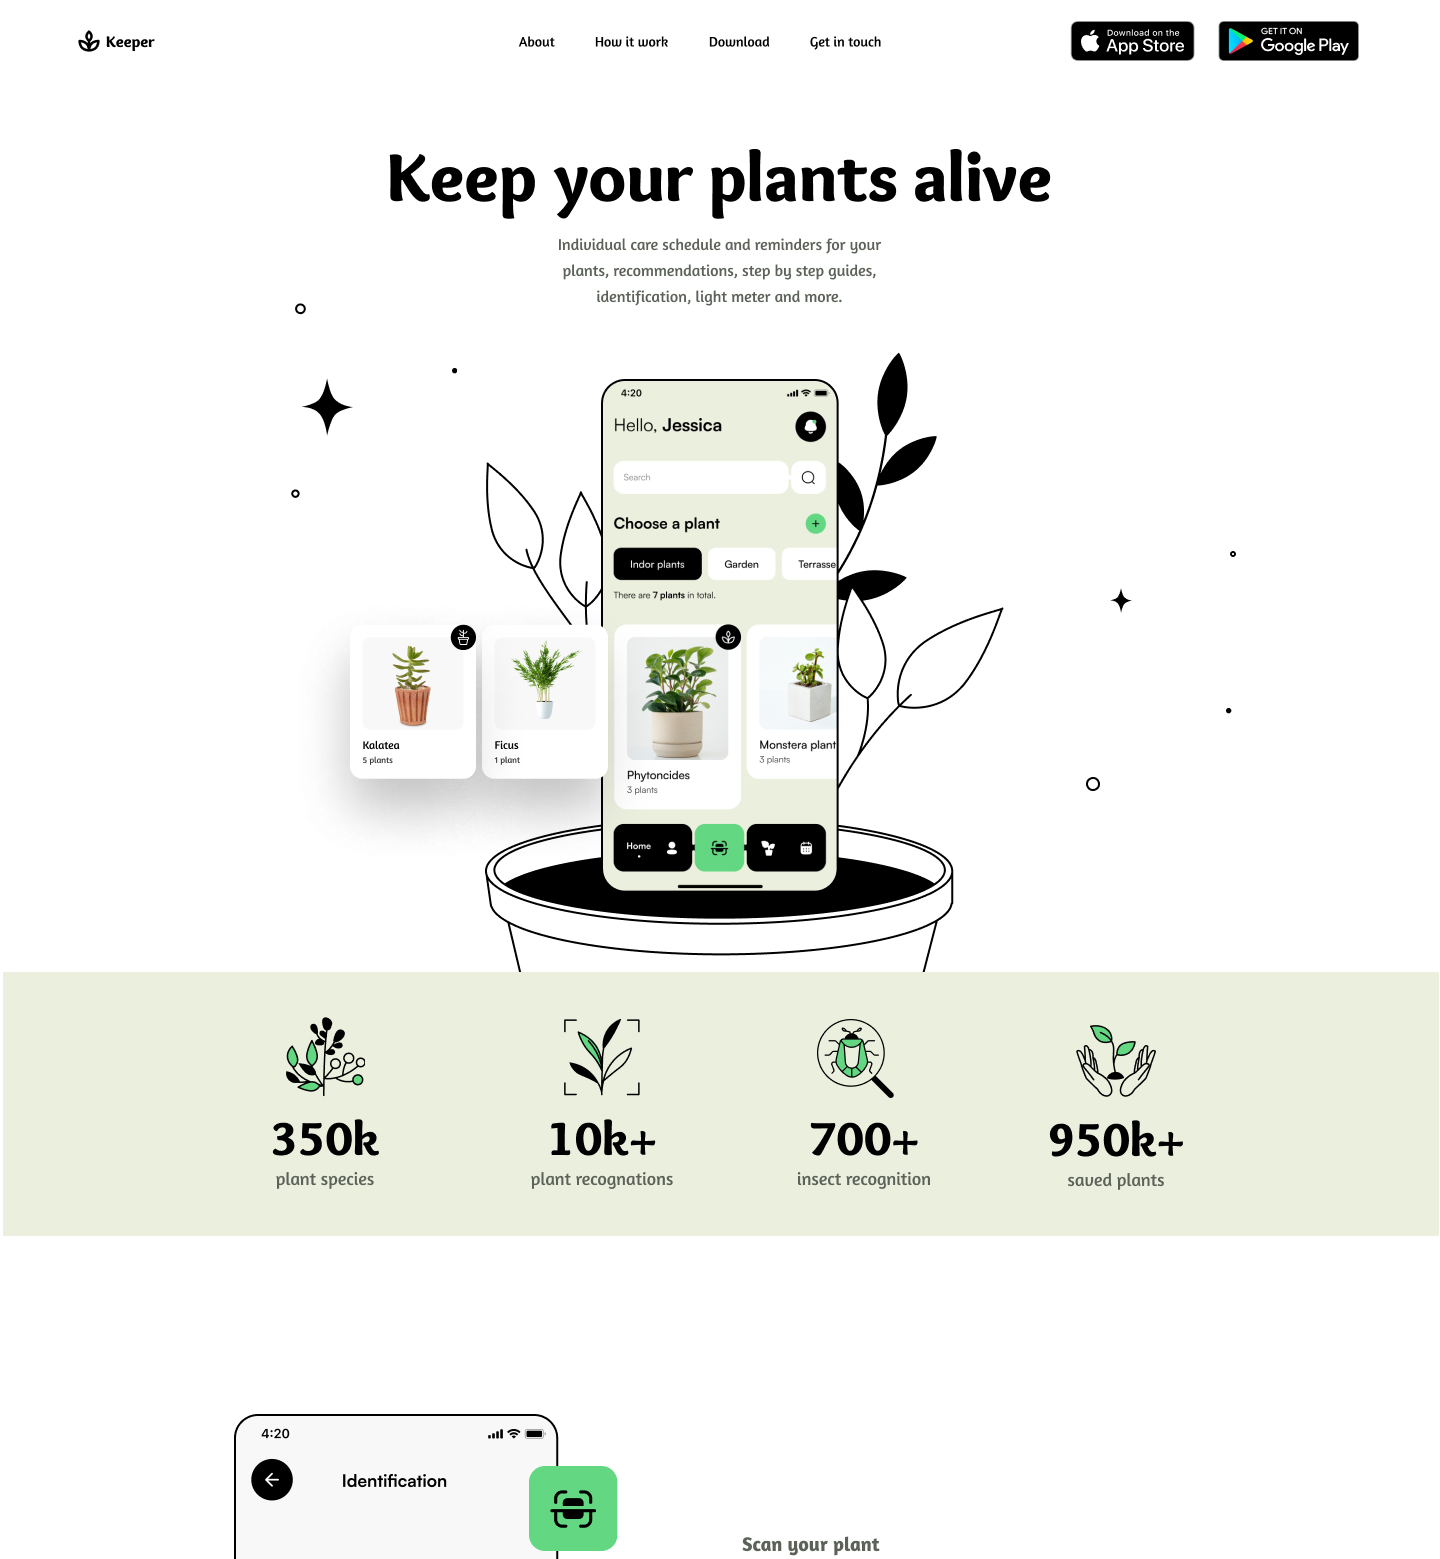 Keeper
About
How it work
Download
Get in touch
Download on the
App Store
GET IT ON
Google Play
Keep your plants alive
Individual care schedule and reminders for your
plants, recommendations, step by step guides,
identification, light meter and more.
4:20
Hello, Jessica
Search
Choose a plant
+
Indor plants
Garden
Terrasse
There are 7 plants in total.
Kalatea
5 plants
Ficus
1 plant
Phytoncides
3 plants
Monstera plant
3 plants
Home
350k
plant species
10k+
plant recognations
700+
insect recognition
950k+
saved plants
4:20
Identification
Scan your plant